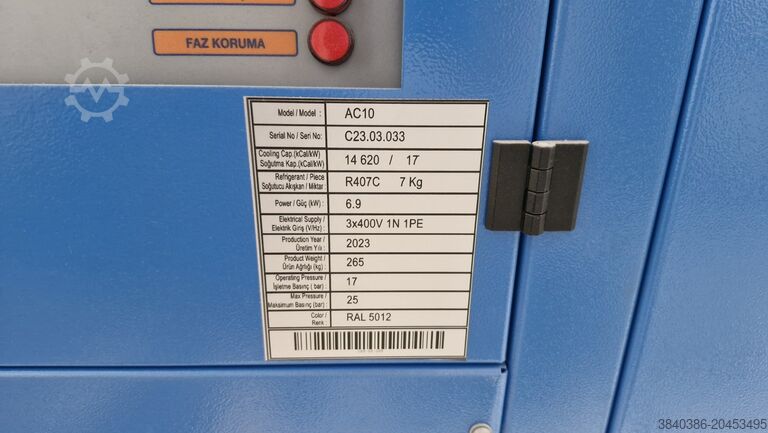 FAZ KORUMA
Model / Model : AC10
Serial No / Seri No: C23.03.033
Cooling Cap.(kCal/kW) 14 620 / 17
Soğutma Kap.(kCal/kW)
Refrigerant / Piece R407C 7 Kg
Soğutucu Akışkan / Miktar
Power / Güç (kW) : 6.9
Electrical Supply / 3x400V 1N 1PE
Elektrik Giriş (V/Hz) :
Production Year / 2023
Üretim Yılı :
Product Weight / 265
Ürün Ağırlığı (kg) :
Operating Pressure / 17
İşletme Basınç ( bar) :
Max Pressure / 25
Maksimum Basınç (bar) :
Color / RAL 5012
Renk :
3840386-20453495